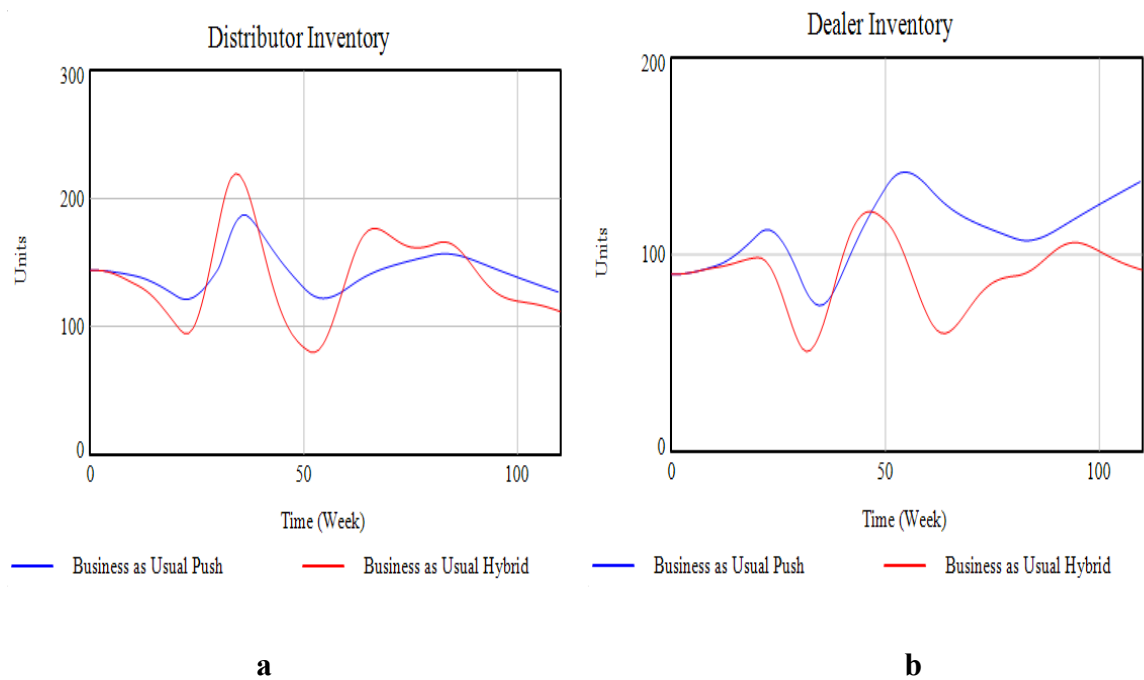 Distributor Inventory
300
200
100
0
Units
0 50 100
Time (Week)
Business as Usual Push Business as Usual Hybrid
a
Dealer Inventory
200
100
0
Units
0 50 100
Time (Week)
Business as Usual Push Business as Usual Hybrid
b